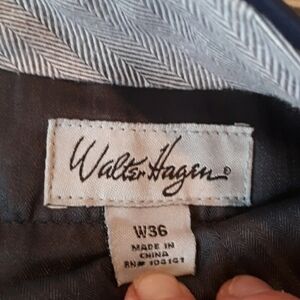 Walter Hagen®
W36
MADE IN
CHINA
RN# 104161